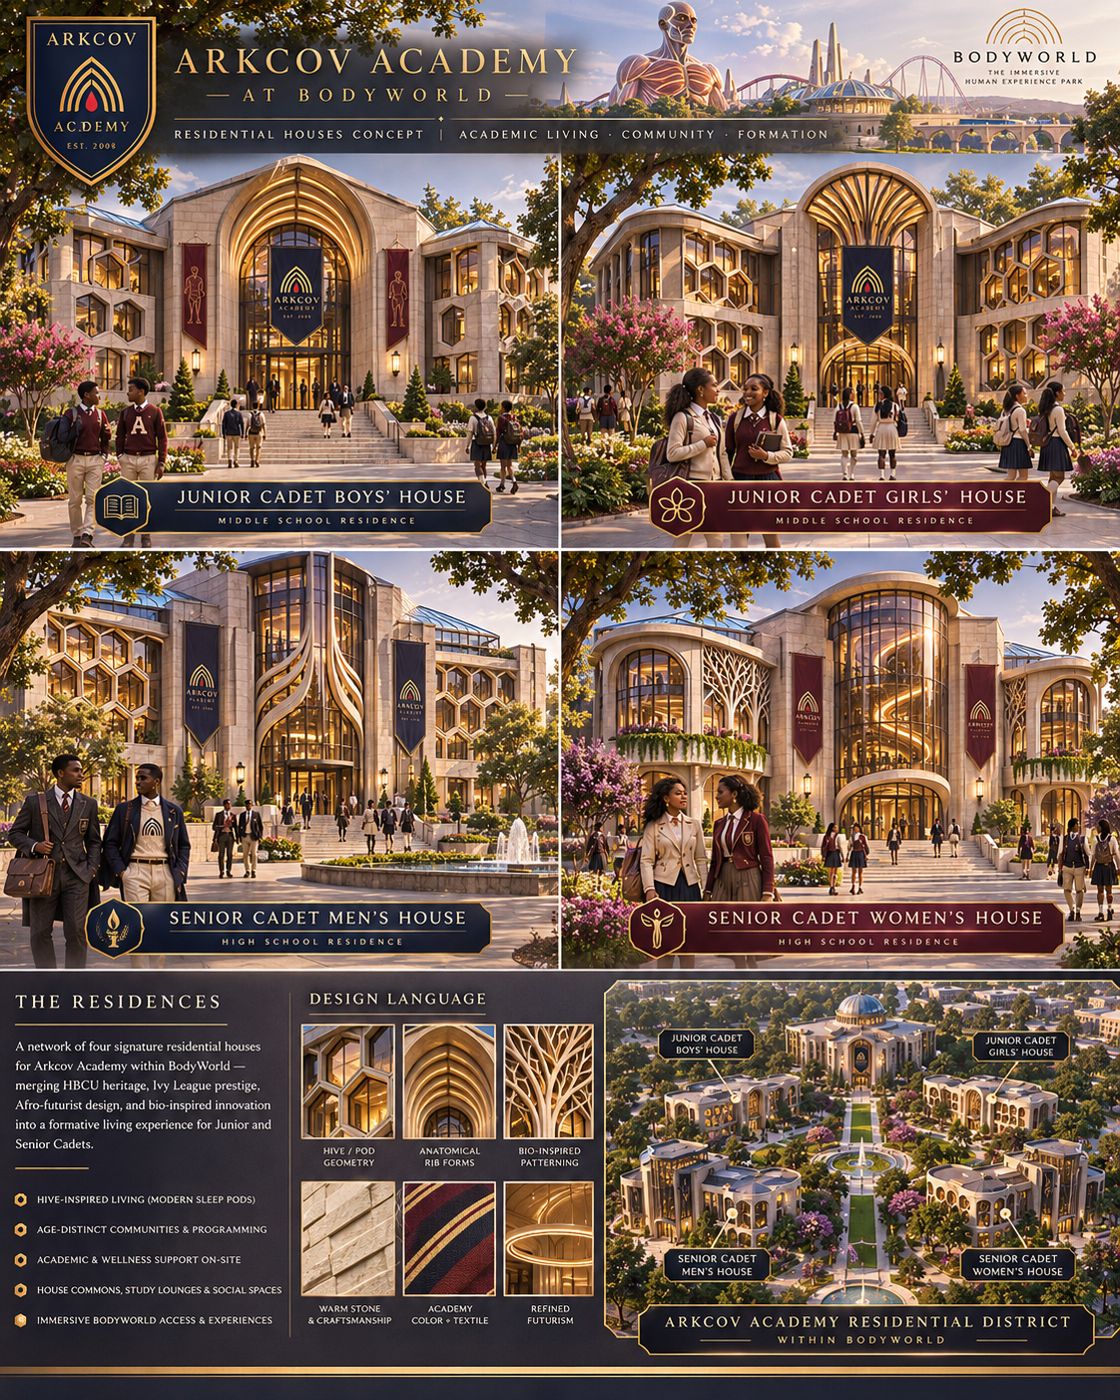 ARKCOV
AC.DEMY
EST. 2008
ARKCOV ACADEMY
— AT BODYWORLD —
RESIDENTIAL HOUSES CONCEPT | ACADEMIC LIVING · COMMUNITY · FORMATION
BODYWORLD
THE IMMERSIVE
HUMAN EXPERIENCE PARK
ARKCOV
ACADEMY
A
JUNIOR CADET BOYS' HOUSE
MIDDLE SCHOOL RESIDENCE
ARKCOV
ACADEMY
JUNIOR CADET GIRLS' HOUSE
MIDDLE SCHOOL RESIDENCE
ARKCOV
SENIOR CADET MEN'S HOUSE
HIGH SCHOOL RESIDENCE
ARKCOV
SENIOR CADET WOMEN'S HOUSE
HIGH SCHOOL RESIDENCE
THE RESIDENCES
A network of four signature residential houses
for Arkcov Academy within BodyWorld —
merging HBCU heritage, Ivy League prestige,
Afro-futurist design, and bio-inspired innovation
into a formative living experience for Junior and
Senior Cadets.
HIVE-INSPIRED LIVING (MODERN SLEEP PODS)
AGE-DISTINCT COMMUNITIES & PROGRAMMING
ACADEMIC & WELLNESS SUPPORT ON-SITE
HOUSE COMMONS, STUDY LOUNGES & SOCIAL SPACES
IMMERSIVE BODYWORLD ACCESS & EXPERIENCES
DESIGN LANGUAGE
HIVE / POD
GEOMETRY
ANATOMICAL
RIB FORMS
BIO-INSPIRED
PATTERNING
WARM STONE
& CRAFTSMANSHIP
ACADEMY
COLOR + TEXTILE
REFINED
FUTURISM
JUNIOR CADET
BOYS' HOUSE
JUNIOR CADET
GIRLS' HOUSE
SENIOR CADET
MEN'S HOUSE
SENIOR CADET
WOMEN'S HOUSE
ARKCOV ACADEMY RESIDENTIAL DISTRICT
WITHIN BODYWORLD